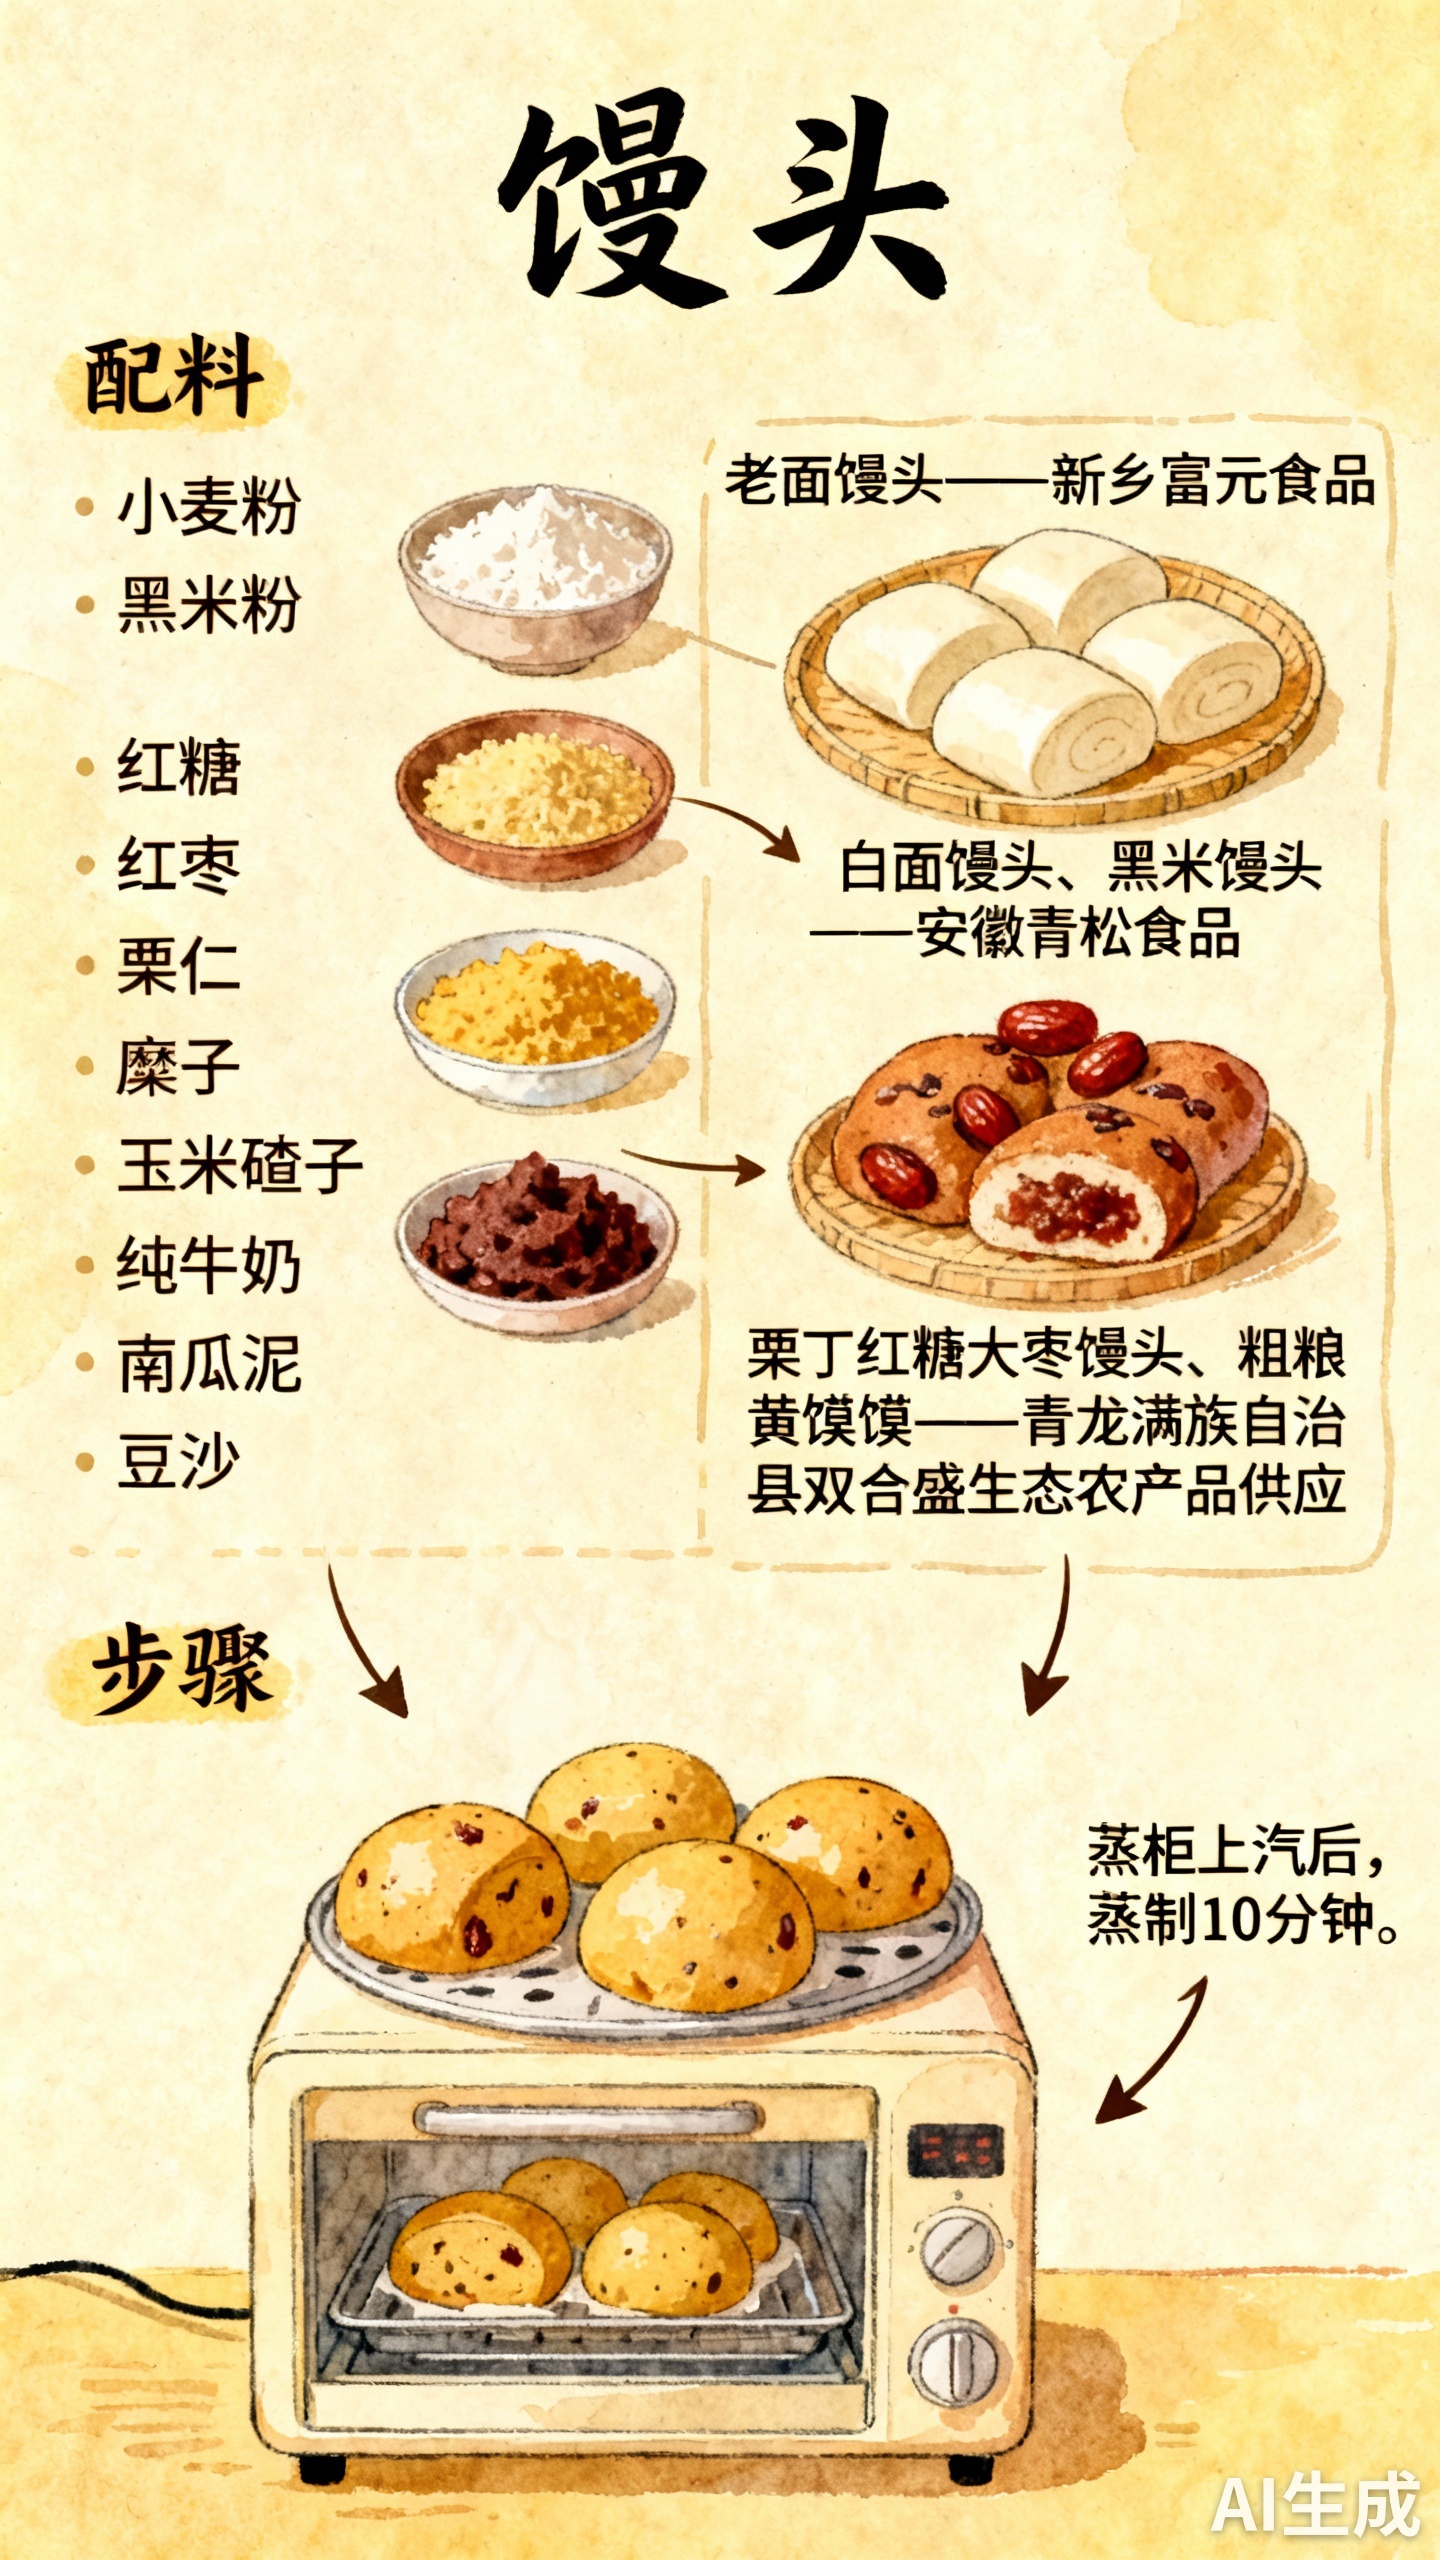 馒头
配料
小麦粉
黑米粉
红糖
红枣
栗仁
糜子
玉米碴子
纯牛奶
南瓜泥
豆沙
老面馒头——新乡富元食品
白面馒头、黑米馒头
——安徽青松食品
栗丁红糖大枣馒头、粗粮
黄馍馍——青龙满族自治
县双合盛生态农产品供应
步骤
蒸柜上汽后，
蒸制10分钟。
AI生成